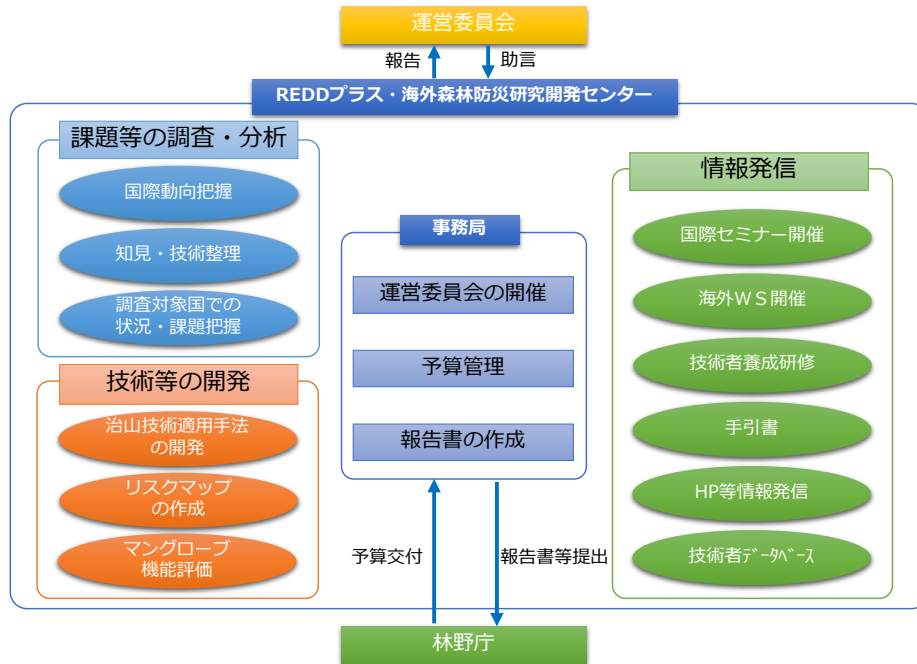 運営委員会
報告
助言
REDDプラス・海外森林防災研究開発センター
課題等の調査・分析
国際動向把握
知見・技術整理
調査対象国での
状況・課題把握
技術等の開発
治山技術適用手法
の開発
リスクマップ
の作成
マングローブ
機能評価
事務局
運営委員会の開催
予算管理
報告書の作成
情報発信
国際セミナー開催
海外ＷＳ開催
技術者養成研修
手引書
HP等情報発信
技術者ﾃﾞｰﾀﾍﾞｰｽ
予算交付
報告書等提出
林野庁